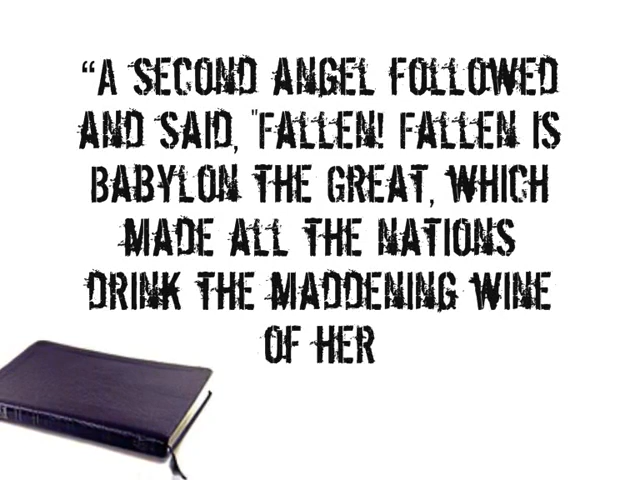 “A SECOND ANGEL FOLLOWED
AND SAID, "FALLEN! FALLEN IS
BABYLON THE GREAT, WHICH
MADE ALL THE NATIONS
DRINK THE MADDENING WINE
OF HER